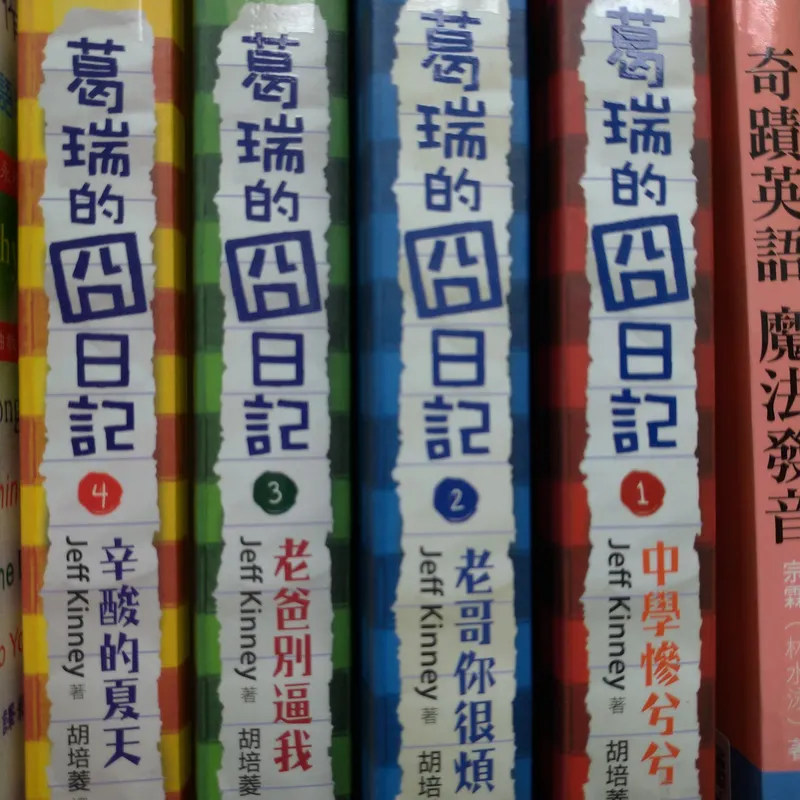 葛瑞的囧日記
4
辛酸的夏天
Jeff Kinney 著
胡培菱
葛瑞的囧日記
3
老爸別逼我
Jeff Kinney 著
胡培菱
葛瑞的囧日記
2
老哥你很煩
Jeff Kinney 著
胡培
葛瑞的囧日記
1
中學慘兮兮
Jeff Kinney 著
胡培菱
奇蹟英語 魔法發音